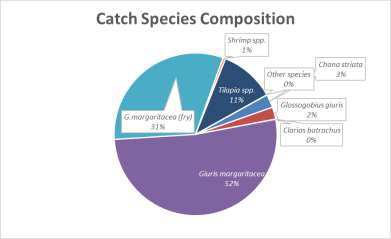 Catch Species Composition
Shrimp spp.
1%
Tilapia spp.
11%
Other species
0%
Chana striata
3%
Glossogobius giuris
2%
Clarias batrachus
0%
Giuris margaritacea
52%
G.margaritacea (fry)
31%